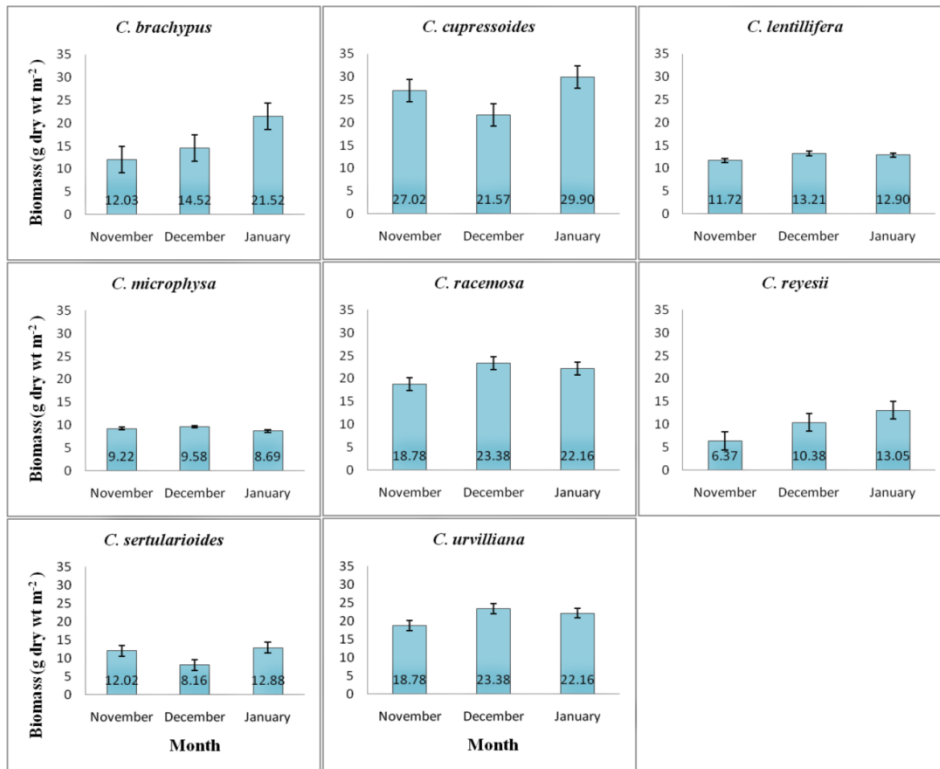 C. brachypus
Biomass (g dry wt m-2 )
35
30
25
20
15
10
5
0
12.03 14.52 21.52
November December January
C. cupressoides
35
30
25
20
15
10
5
0
27.02 21.57 29.90
November December January
C. lentillifera
35
30
25
20
15
10
5
0
11.72 13.21 12.90
November December January
C. microphysa
Biomass (g dry wt m-2 )
35
30
25
20
15
10
5
0
9.22 9.58 8.69
November December January
C. racemosa
35
30
25
20
15
10
5
0
18.78 23.38 22.16
November December January
C. reyesii
35
30
25
20
15
10
5
0
6.37 10.38 13.05
November December January
C. sertularioides
Biomass (g dry wt m-2 )
35
30
25
20
15
10
5
0
12.02 8.16 12.88
November December January
Month
C. urvilliana
35
30
25
20
15
10
5
0
18.78 23.38 22.16
November December January
Month